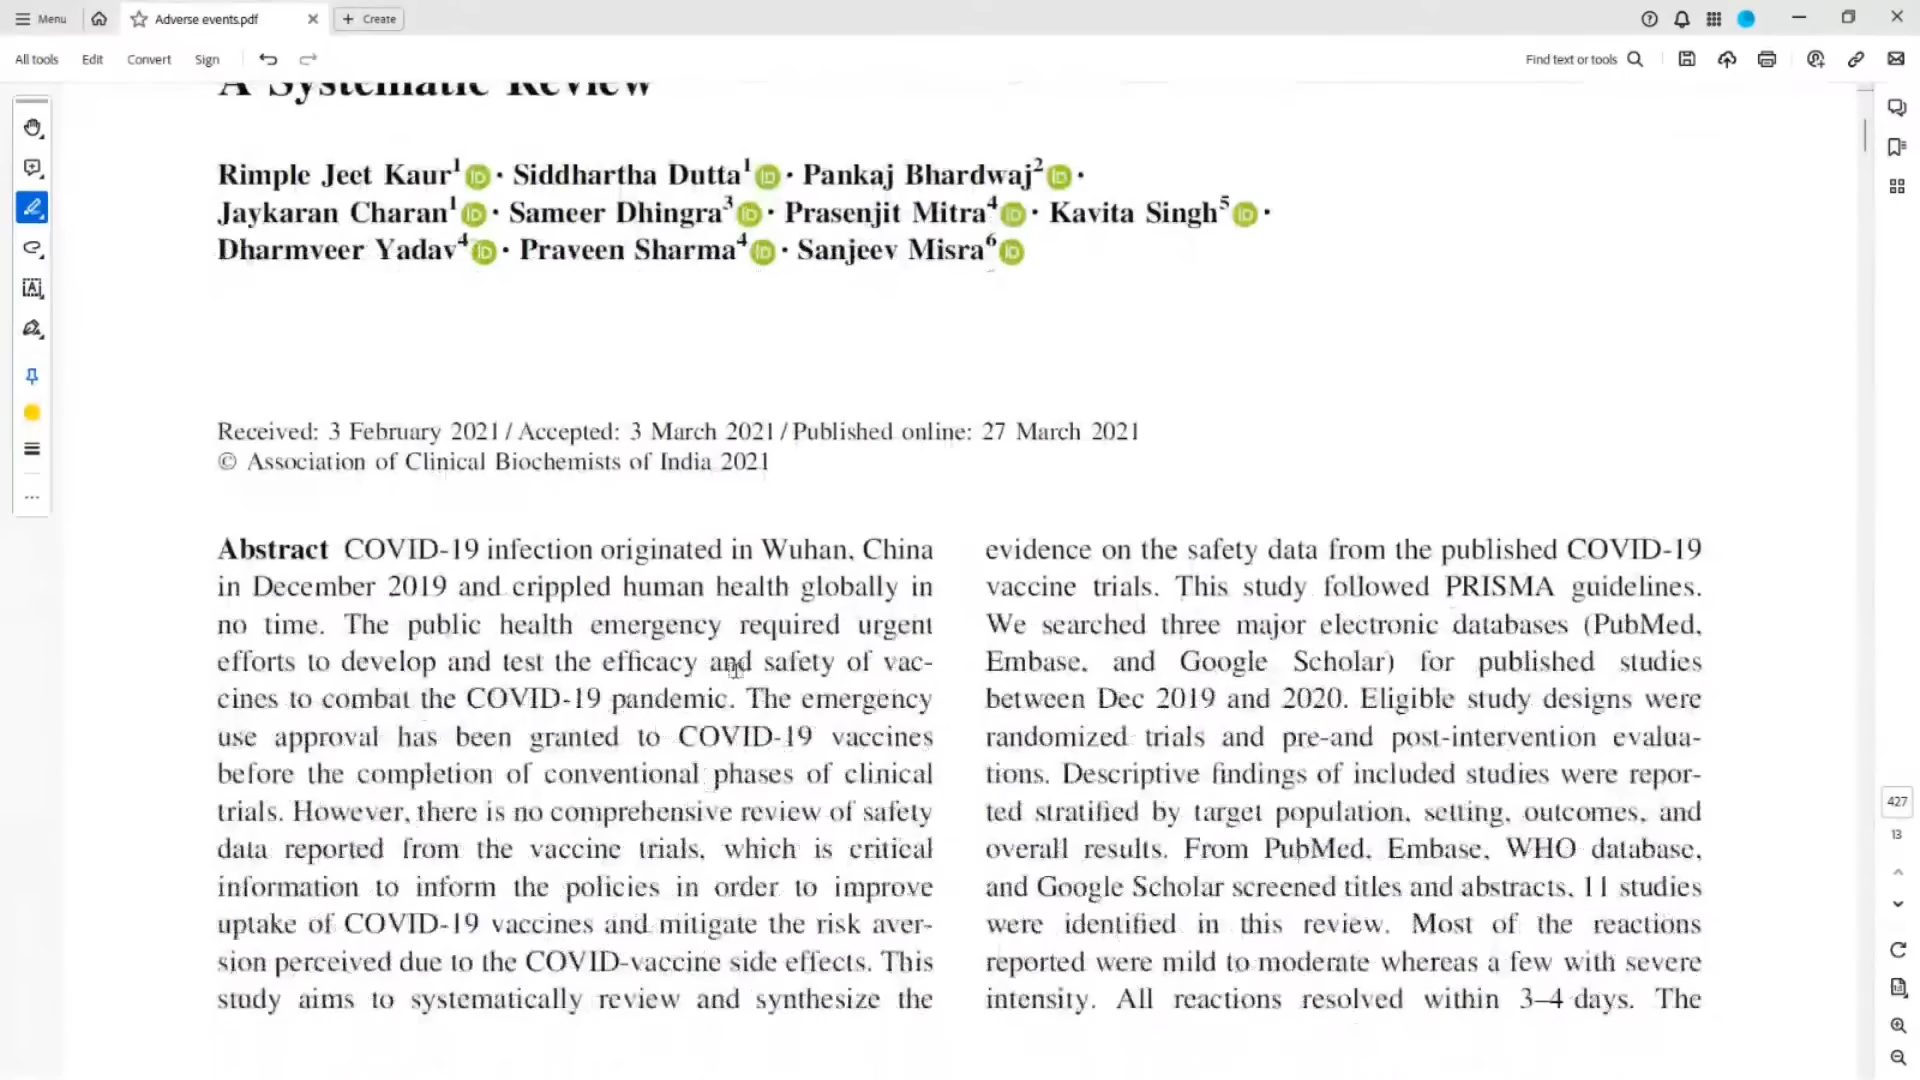 Menu
Adverse events.pdf
Create
All tools
Edit
Convert
Sign
Find text or tools
A Systematic Review
Rimple Jeet Kaur1 iD · Siddhartha Dutta1 iD · Pankaj Bhardwaj2 iD ·
Jaykaran Charan1 iD · Sameer Dhingra3 iD · Prasenjit Mitra4 iD · Kavita Singh5 iD ·
Dharmveer Yadav4 iD · Praveen Sharma4 iD · Sanjeev Misra6 iD
Received: 3 February 2021 / Accepted: 3 March 2021 / Published online: 27 March 2021
© Association of Clinical Biochemists of India 2021
Abstract COVID-19 infection originated in Wuhan, China
in December 2019 and crippled human health globally in
no time. The public health emergency required urgent
efforts to develop and test the efficacy and safety of vac-
cines to combat the COVID-19 pandemic. The emergency
use approval has been granted to COVID-19 vaccines
before the completion of conventional phases of clinical
trials. However, there is no comprehensive review of safety
data reported from the vaccine trials, which is critical
information to inform the policies in order to improve
uptake of COVID-19 vaccines and mitigate the risk aver-
sion perceived due to the COVID-vaccine side effects. This
study aims to systematically review and synthesize the
evidence on the safety data from the published COVID-19
vaccine trials. This study followed PRISMA guidelines.
We searched three major electronic databases (PubMed,
Embase, and Google Scholar) for published studies
between Dec 2019 and 2020. Eligible study designs were
randomized trials and pre-and post-intervention evalua-
tions. Descriptive findings of included studies were repor-
ted stratified by target population, setting, outcomes, and
overall results. From PubMed, Embase, WHO database,
and Google Scholar screened titles and abstracts, 11 studies
were identified in this review. Most of the reactions
reported were mild to moderate whereas a few with severe
intensity. All reactions resolved within 3–4 days. The
427
13